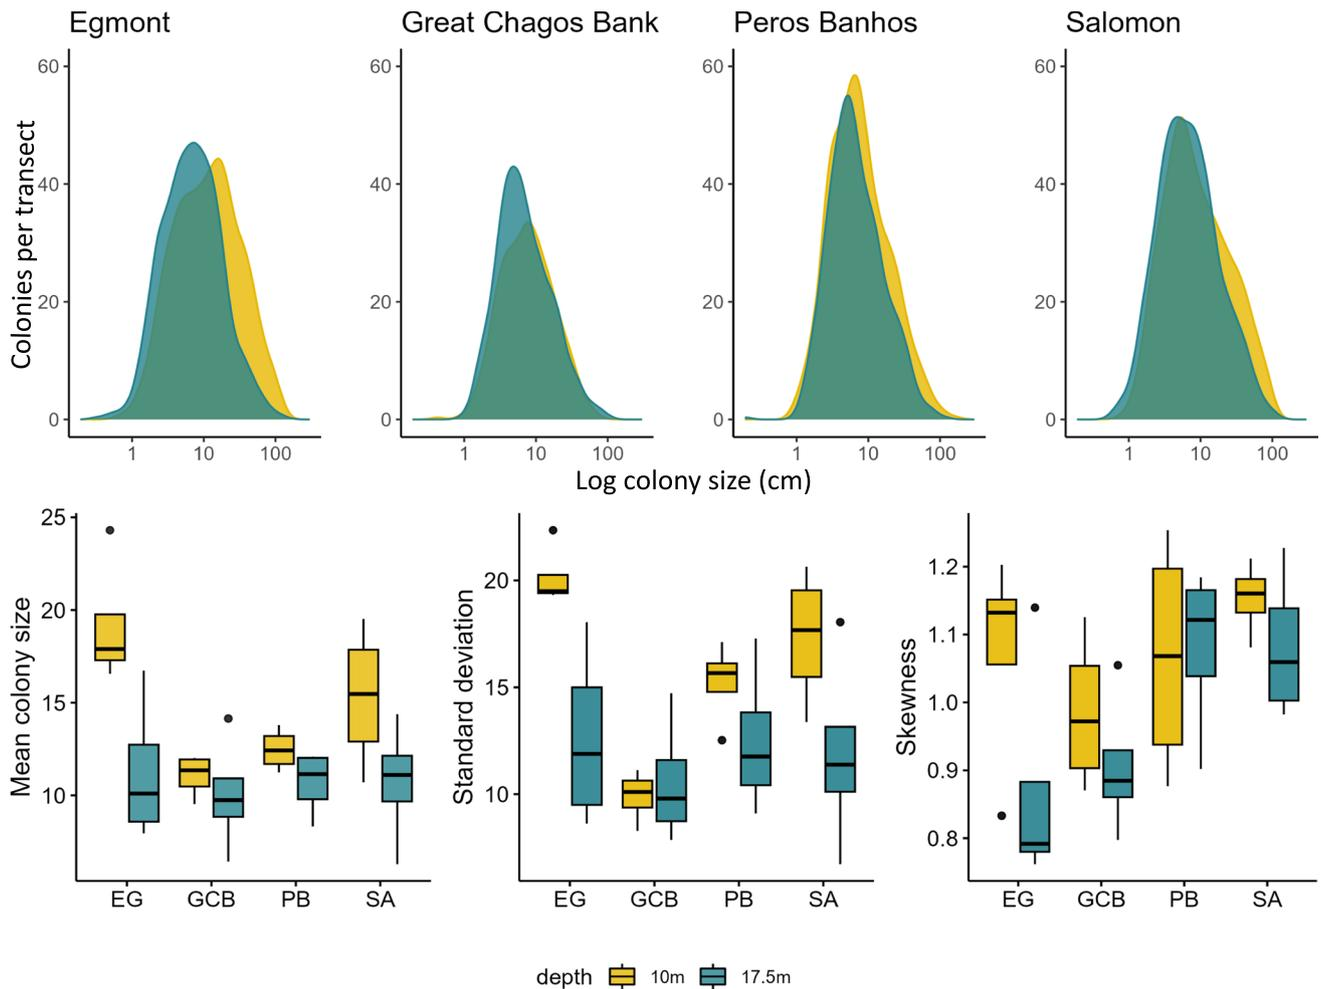 Egmont
Great Chagos Bank
Peros Banhos
Salomon
Colonies per transect
60
40
20
0
1 10 100
60
40
20
0
1 10 100
60
40
20
0
1 10 100
60
40
20
0
1 10 100
Log colony size (cm)
Mean colony size
25
20
15
10
EG GCB PB SA
Standard deviation
20
15
10
EG GCB PB SA
Skewness
1.2
1.1
1.0
0.9
0.8
EG GCB PB SA
depth 10m 17.5m